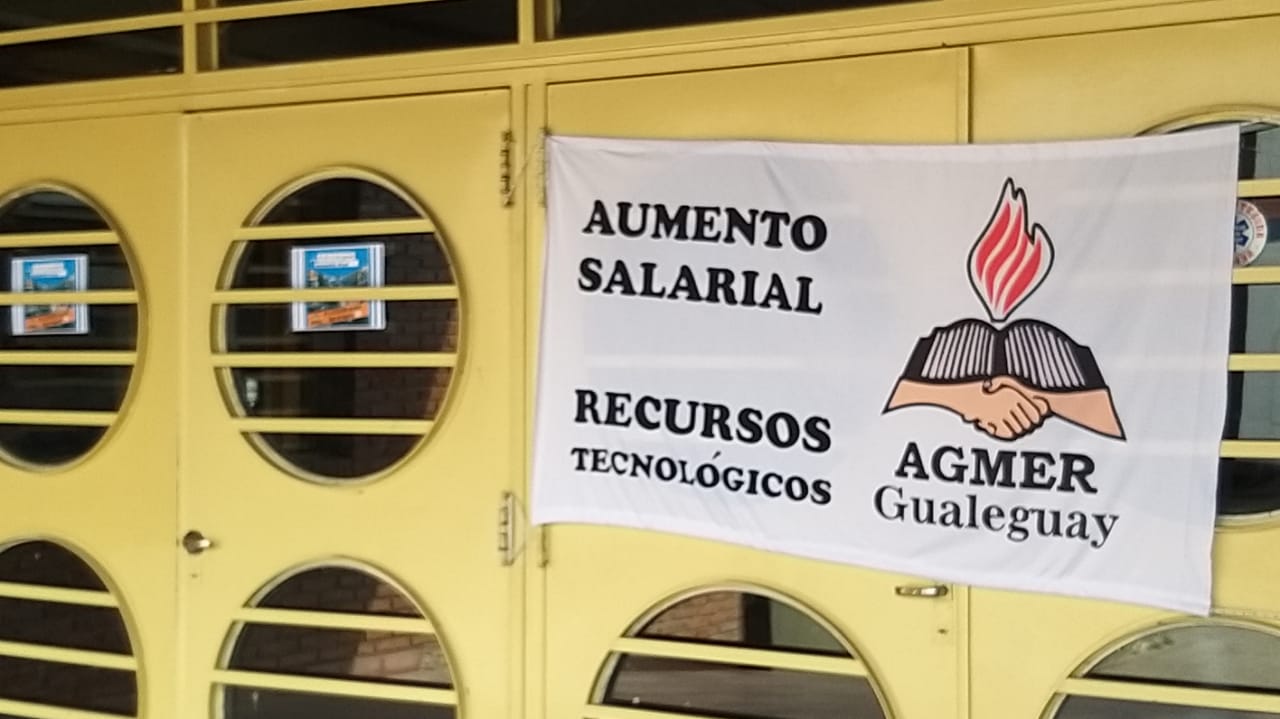 AUMENTO
SALARIAL
RECURSOS
TECNOLÓGICOS
AGMER
Gualeguay